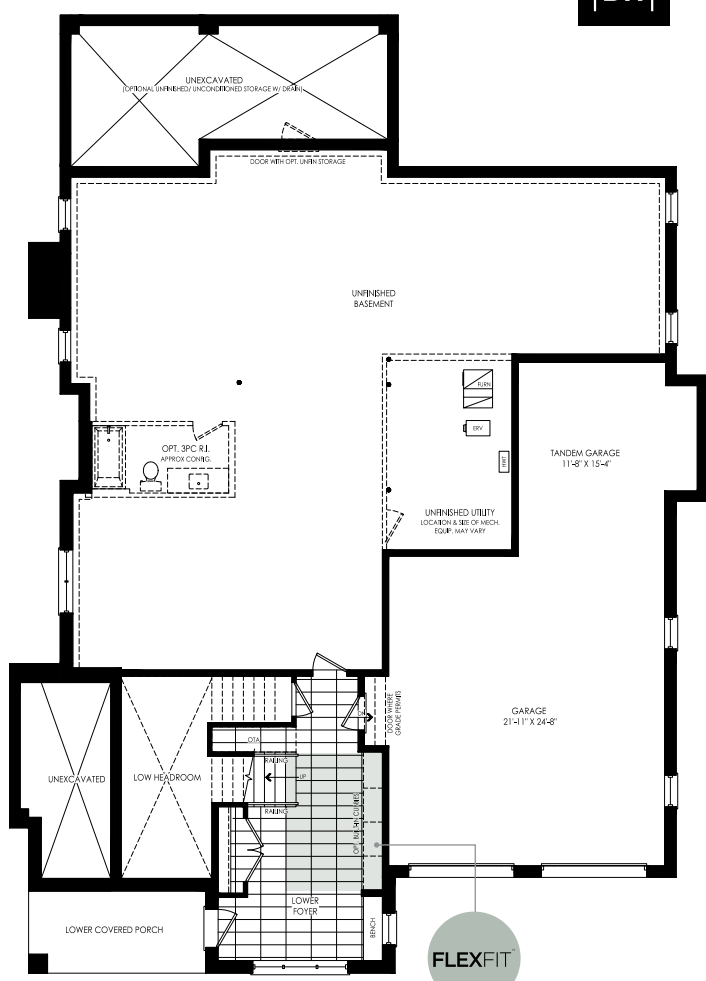 UNEXCAVATED
(OPTIONAL UNFINISHED/ UNCONDITIONED STORAGE W/ DRAIN)
DOOR WITH OPT. UNFIN STORAGE
UNFINISHED
BASEMENT
FURN
ERV
HWT
OPT. 3PC R.I.
APPROX CONFIG.
TANDEM GARAGE
11'-8" X 15'-4"
UNFINISHED UTILITY
LOCATION & SIZE OF MECH.
EQUIP. MAY VARY
DN
DOOR WHERE
GRADE PERMITS
GARAGE
21'-11" X 24'-8"
OTA
RAILING
UNEXCAVATED
LOW HEADROOM
UP
RAILING
OPT. BUILT-IN CUBBIES
LOWER
FOYER
BENCH
LOWER COVERED PORCH
FLEXFIT